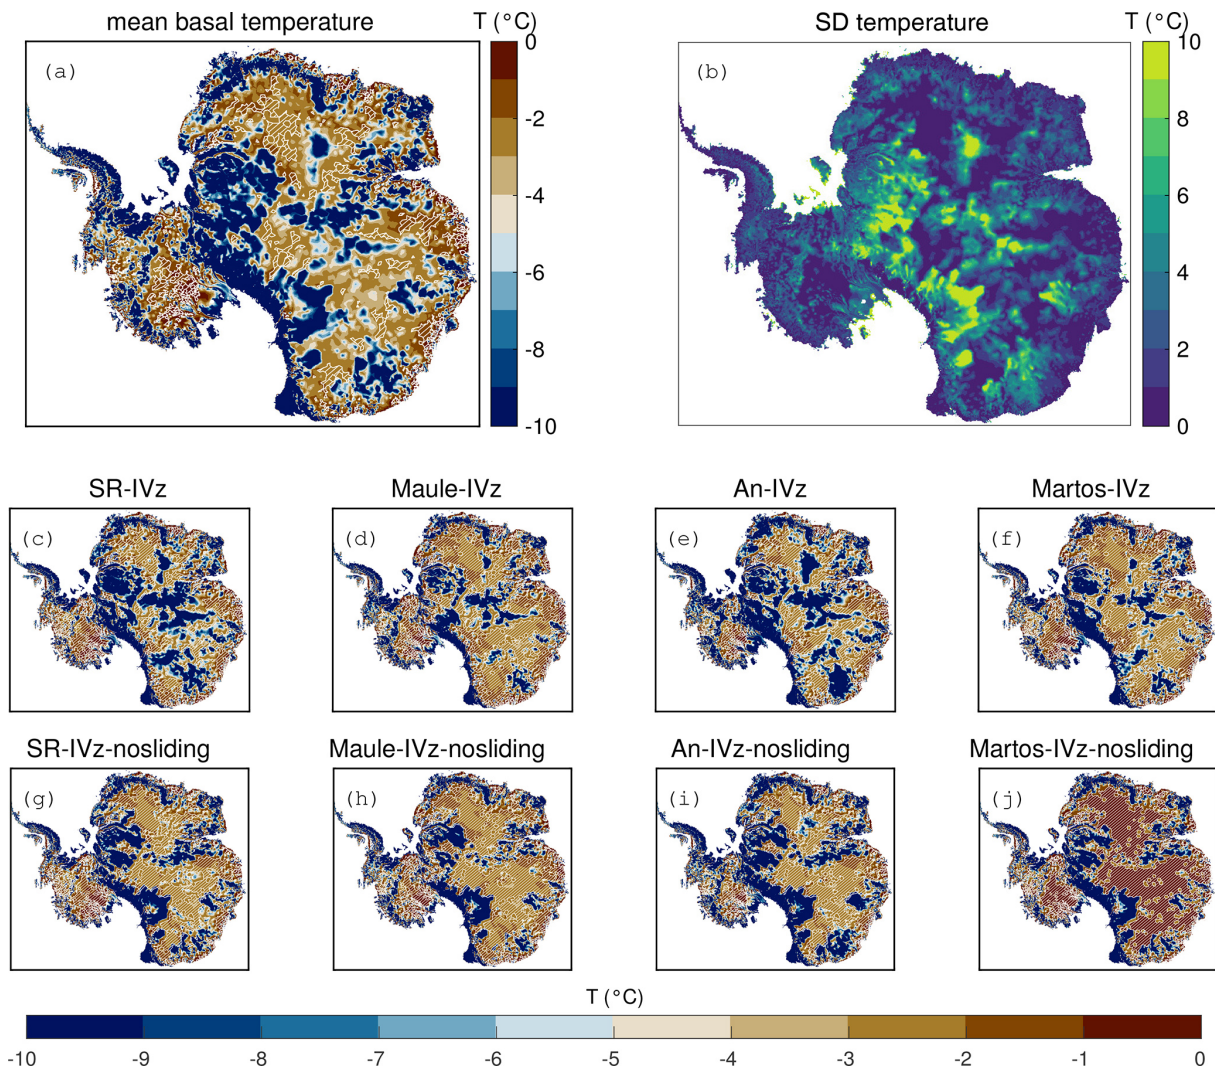 mean basal temperature T (°C) SD temperature T (°C)
(a) 0 -2 -4 -6 -8 -10
(b) 10 8 6 4 2 0
SR-IVz Maule-IVz An-IVz Martos-IVz
(c) (d) (e) (f)
SR-IVz-nosliding Maule-IVz-nosliding An-IVz-nosliding Martos-IVz-nosliding
(g) (h) (i) (j)
T (°C)
-10 -9 -8 -7 -6 -5 -4 -3 -2 -1 0